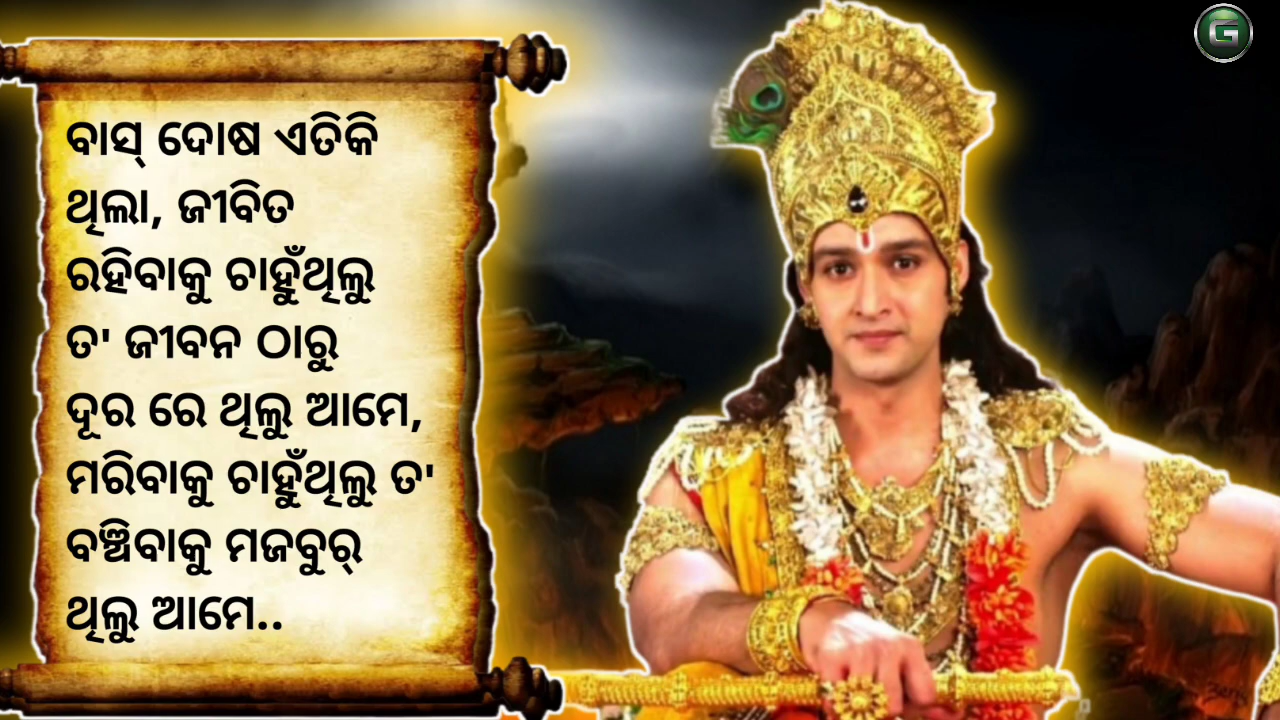 ବାସ୍ ଦୋଷ ଏତିକି
ଥିଲା, ଜୀବିତ
ରହିବାକୁ ଚାହୁଁଥିଲୁ
ତ' ଜୀବନ ଠାରୁ
ଦୂର ରେ ଥିଲୁ ଆମେ,
ମରିବାକୁ ଚାହୁଁଥିଲୁ ତ'
ବଞ୍ଚିବାକୁ ମଜବୁର୍
ଥିଲୁ ଆମେ..
G